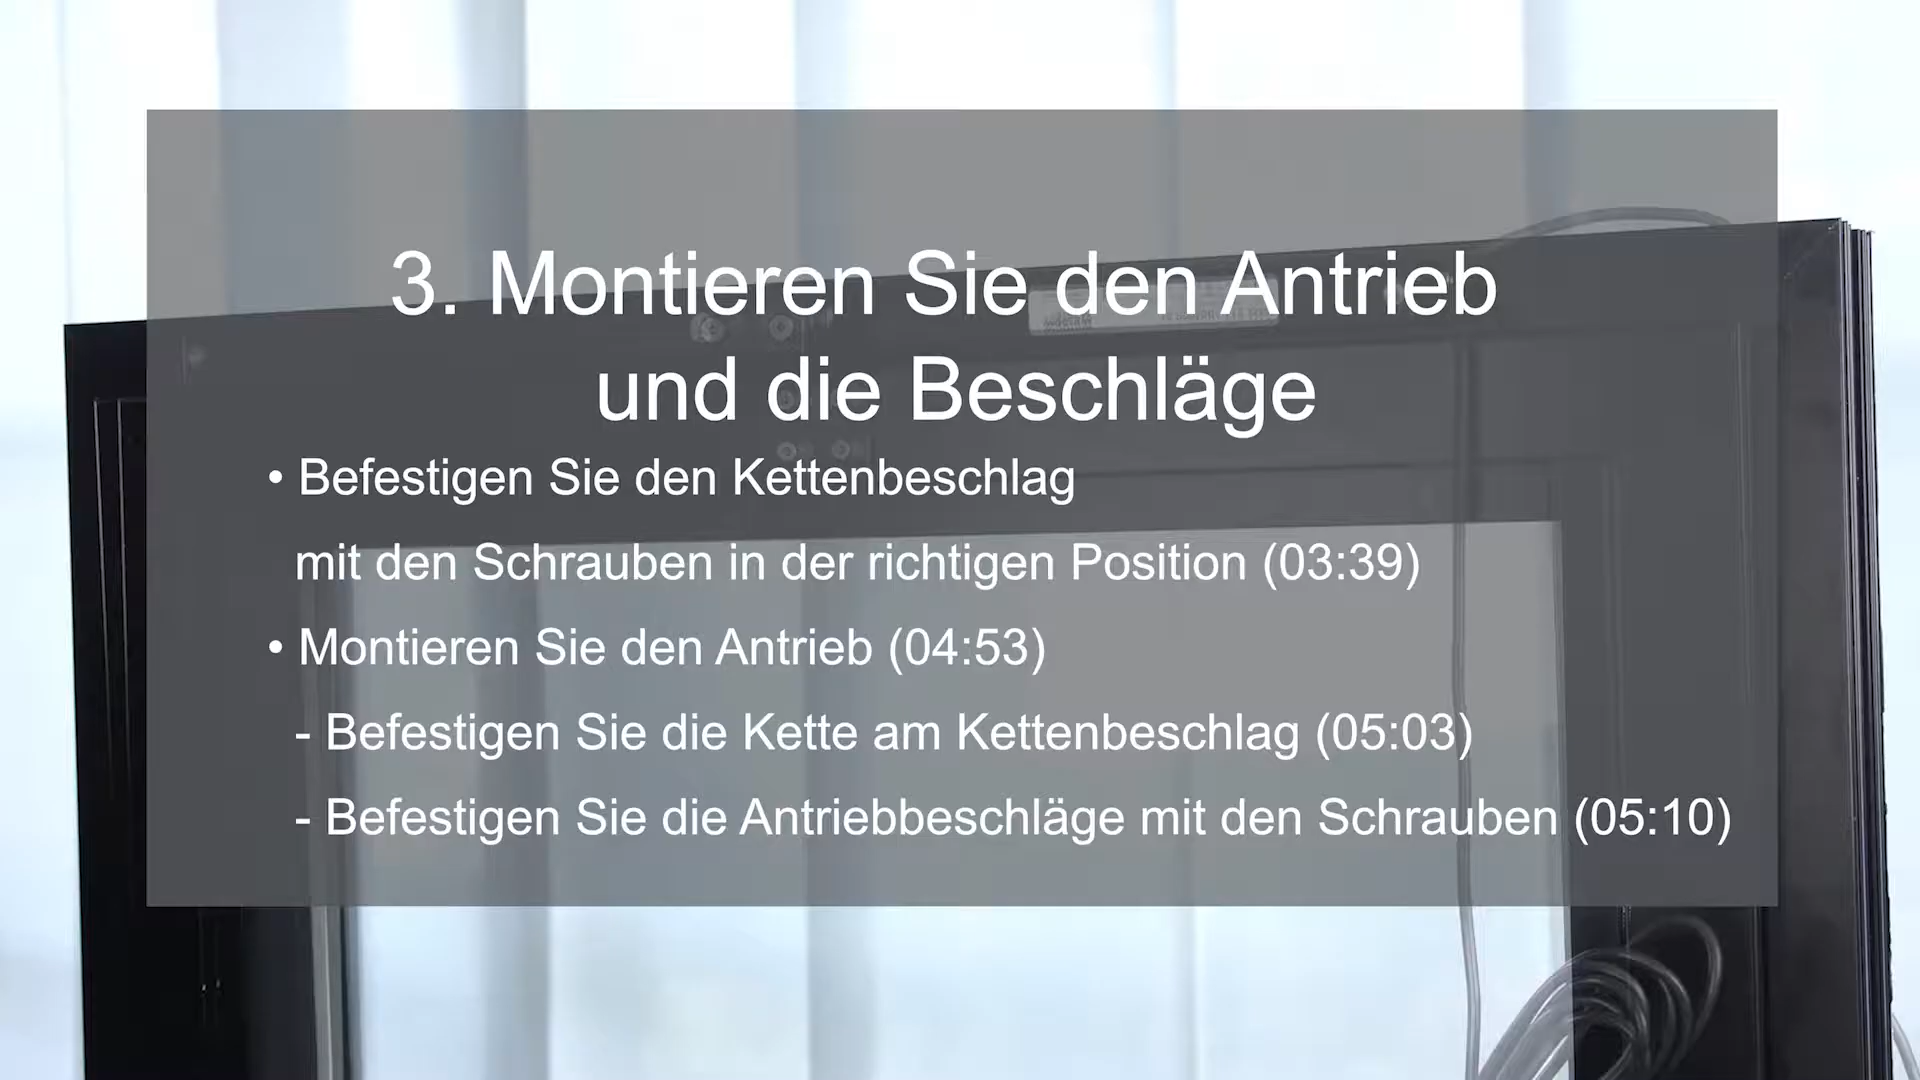 3. Montieren Sie den Antrieb
und die Beschläge
• Befestigen Sie den Kettenbeschlag
mit den Schrauben in der richtigen Position (03:39)
• Montieren Sie den Antrieb (04:53)
- Befestigen Sie die Kette am Kettenbeschlag (05:03)
- Befestigen Sie die Antriebbeschläge mit den Schrauben (05:10)